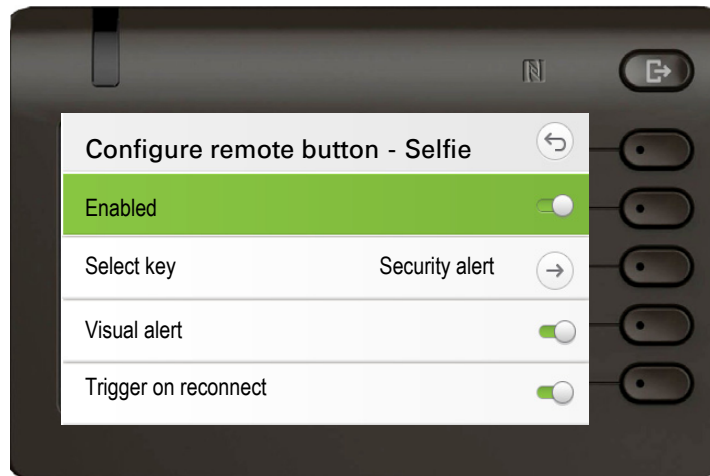 Configure remote button - Selfie
Enabled
Select key Security alert
Visual alert
Trigger on reconnect